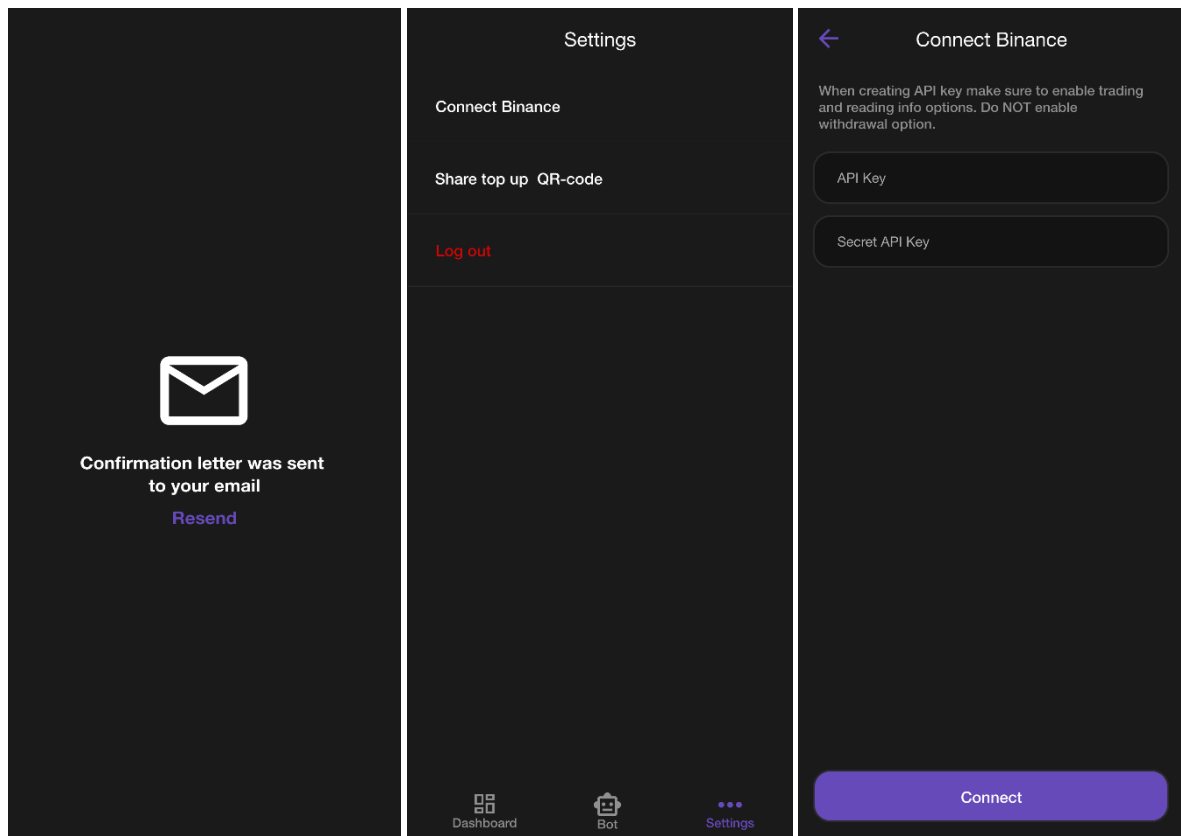 Confirmation letter was sent
to your email
Resend
Settings
Connect Binance
Share top up QR-code
Log out
Dashboard
Bot
Settings
Connect Binance
When creating API key make sure to enable trading
and reading info options. Do NOT enable
withdrawal option.
API Key
Secret API Key
Connect